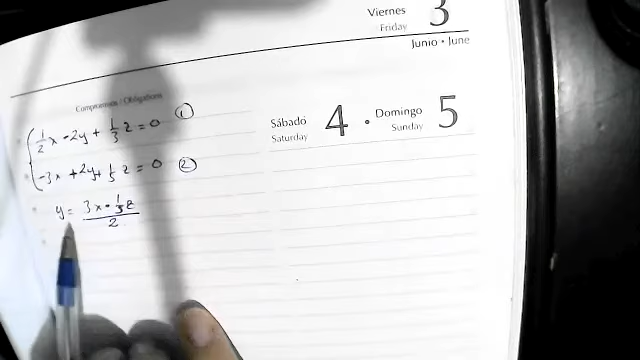 Viernes 3
Friday
Junio • June
Compromisos / Obligations
1/2 x - 2y + 1/3 z = 0 ①
-3x + 2y + 1/5 z = 0 ②
y = (3x - 1/5 z) / 2
Sábado 4 • Domingo 5
Saturday Sunday